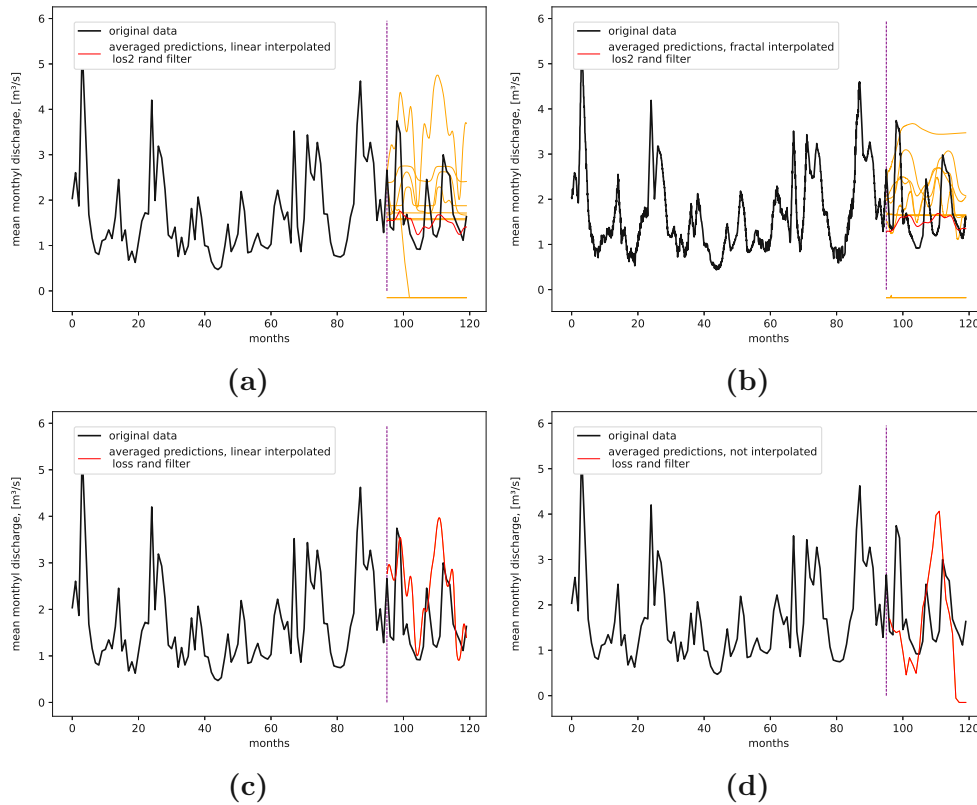 original data
averaged predictions, linear interpolated
los2 rand filter
mean monthyl discharge, [m³/s]
6
5
4
3
2
1
0
0 20 40 60 80 100 120
months
(a)
original data
averaged predictions, fractal interpolated
los2 rand filter
mean monthyl discharge, [m³/s]
6
5
4
3
2
1
0
0 20 40 60 80 100 120
months
(b)
original data
averaged predictions, linear interpolated
loss rand filter
mean monthyl discharge, [m³/s]
6
5
4
3
2
1
0
0 20 40 60 80 100 120
months
(c)
original data
averaged predictions, not interpolated
loss rand filter
mean monthyl discharge, [m³/s]
6
5
4
3
2
1
0
0 20 40 60 80 100 120
months
(d)